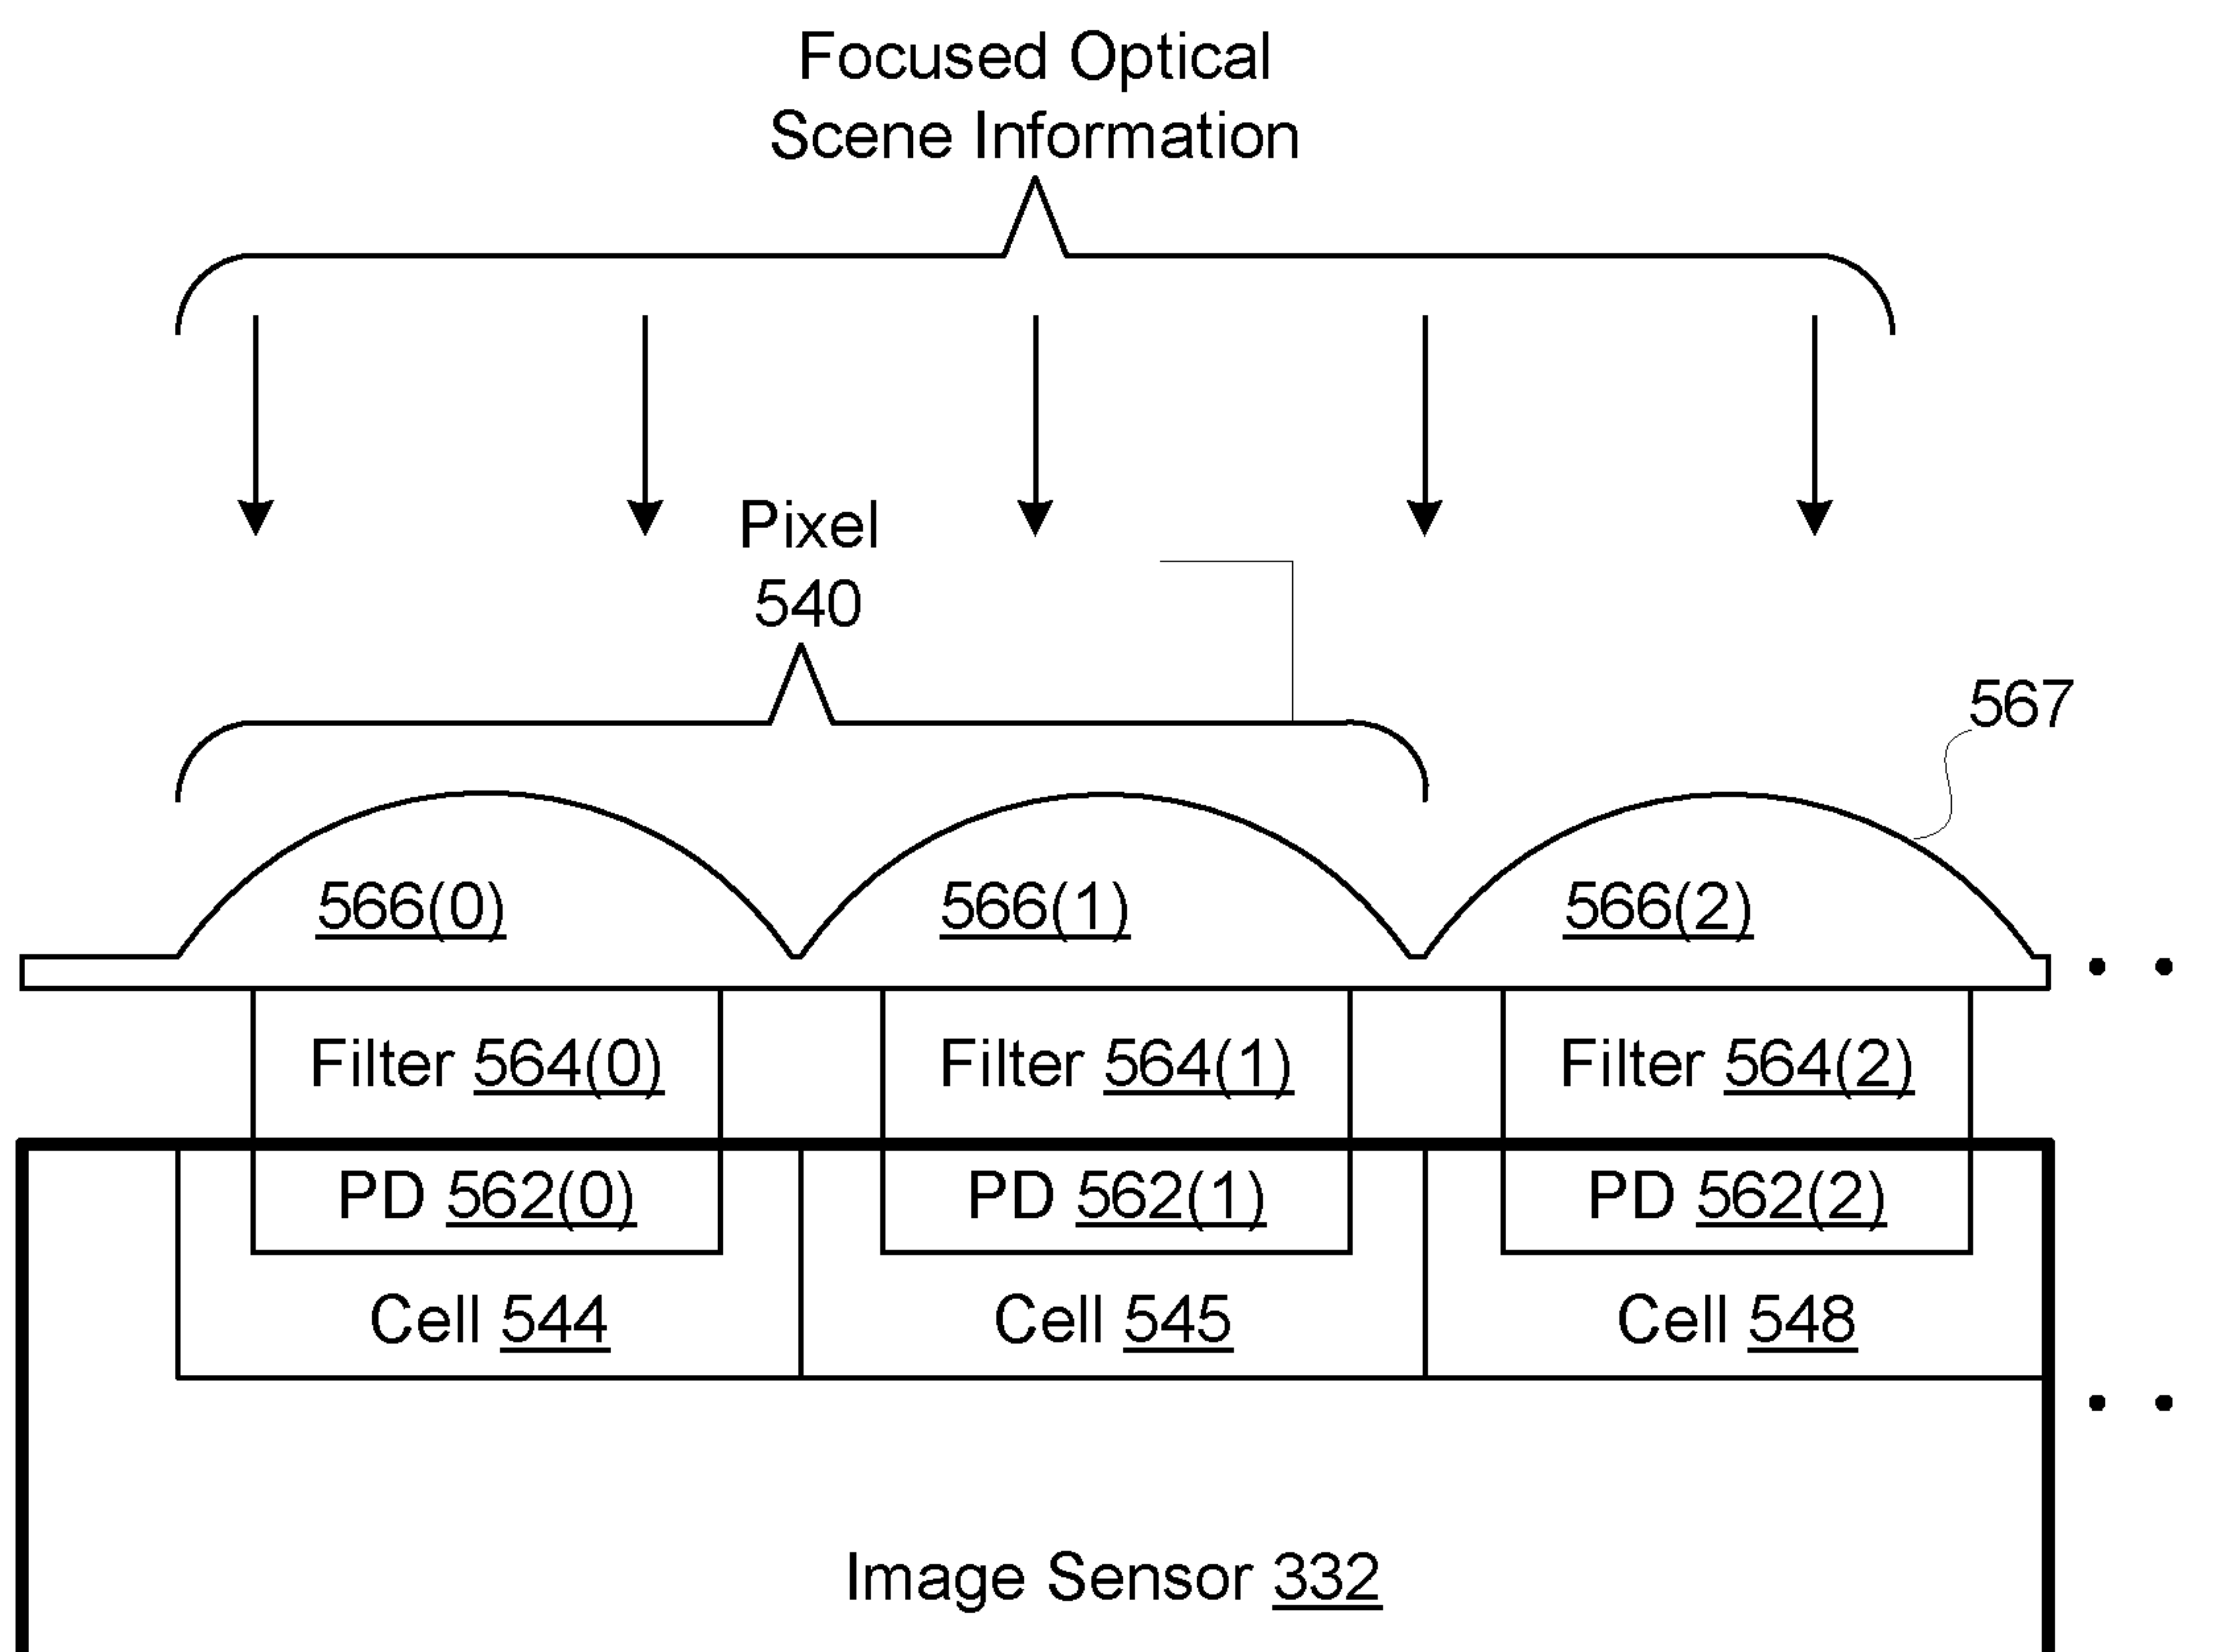 Focused Optical
Scene Information
Pixel
540
567
566(0) 566(1) 566(2)
Filter 564(0) Filter 564(1) Filter 564(2)
PD 562(0) PD 562(1) PD 562(2)
Cell 544 Cell 545 Cell 548
Image Sensor 332